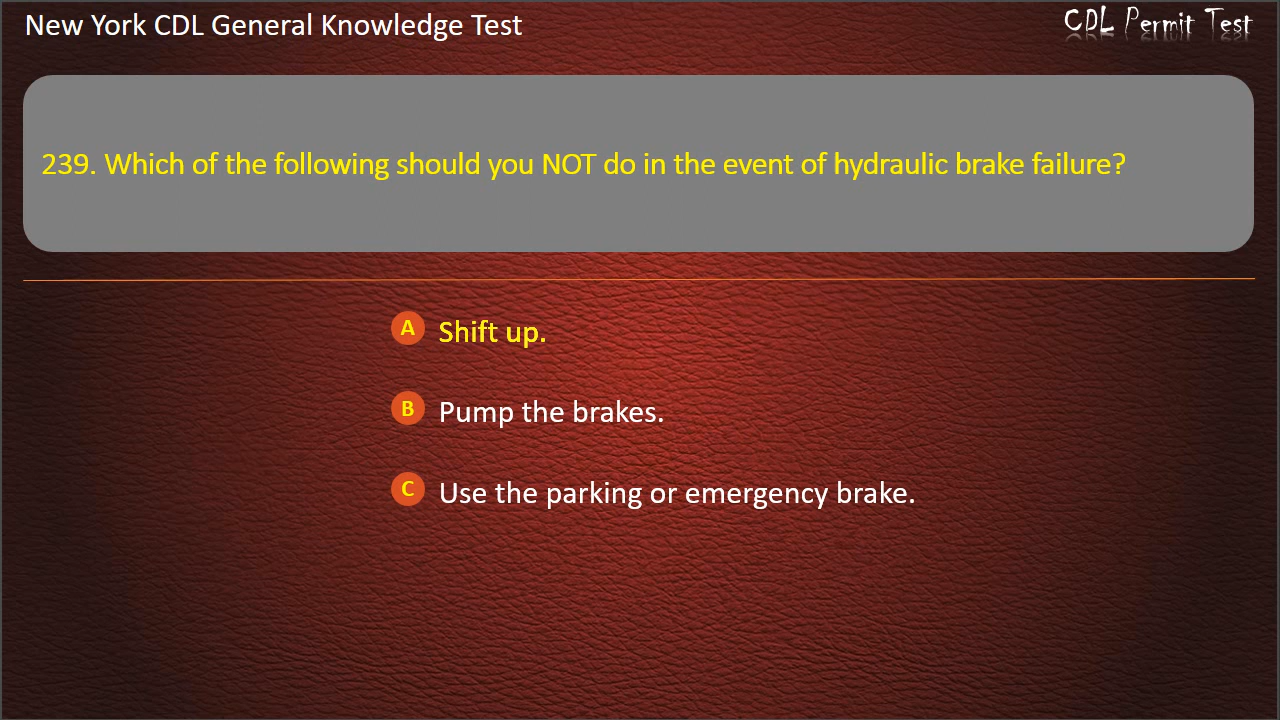 New York CDL General Knowledge Test
CDL Permit Test
239. Which of the following should you NOT do in the event of hydraulic brake failure?
A Shift up.
B Pump the brakes.
C Use the parking or emergency brake.